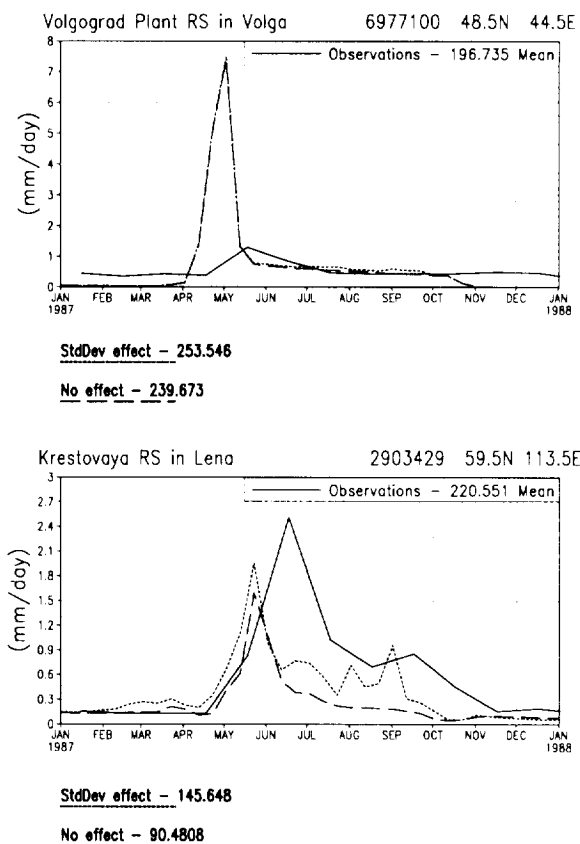 Volgograd Plant RS in Volga 6977100 48.5N 44.5E
Observations - 196.735 Mean
(mm/day)
8
7
6
5
4
3
2
1
0
JAN FEB MAR APR MAY JUN JUL AUG SEP OCT NOV DEC JAN
1987 1988
StdDev effect - 253.546
No effect - 239.673
Krestovaya RS in Lena 2903429 59.5N 113.5E
Observations - 220.551 Mean
(mm/day)
3
2.7
2.4
2.1
1.8
1.5
1.2
0.9
0.6
0.3
0
JAN FEB MAR APR MAY JUN JUL AUG SEP OCT NOV DEC JAN
1987 1988
StdDev effect - 145.648
No effect - 90.4808